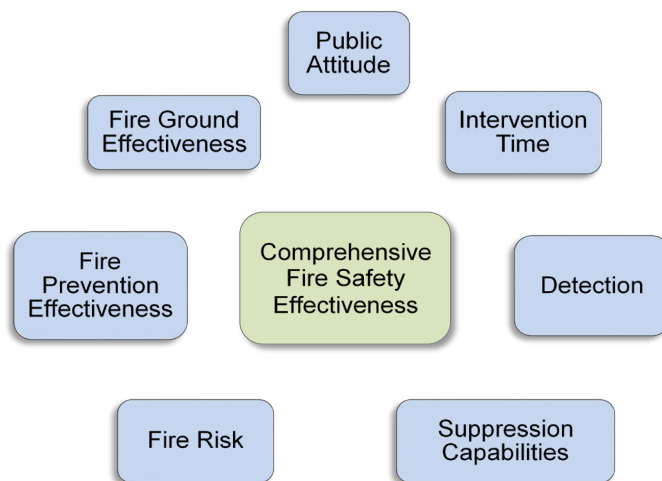 Public
Attitude
Fire Ground
Effectiveness
Intervention
Time
Fire
Prevention
Effectiveness
Comprehensive
Fire Safety
Effectiveness
Detection
Fire Risk
Suppression
Capabilities